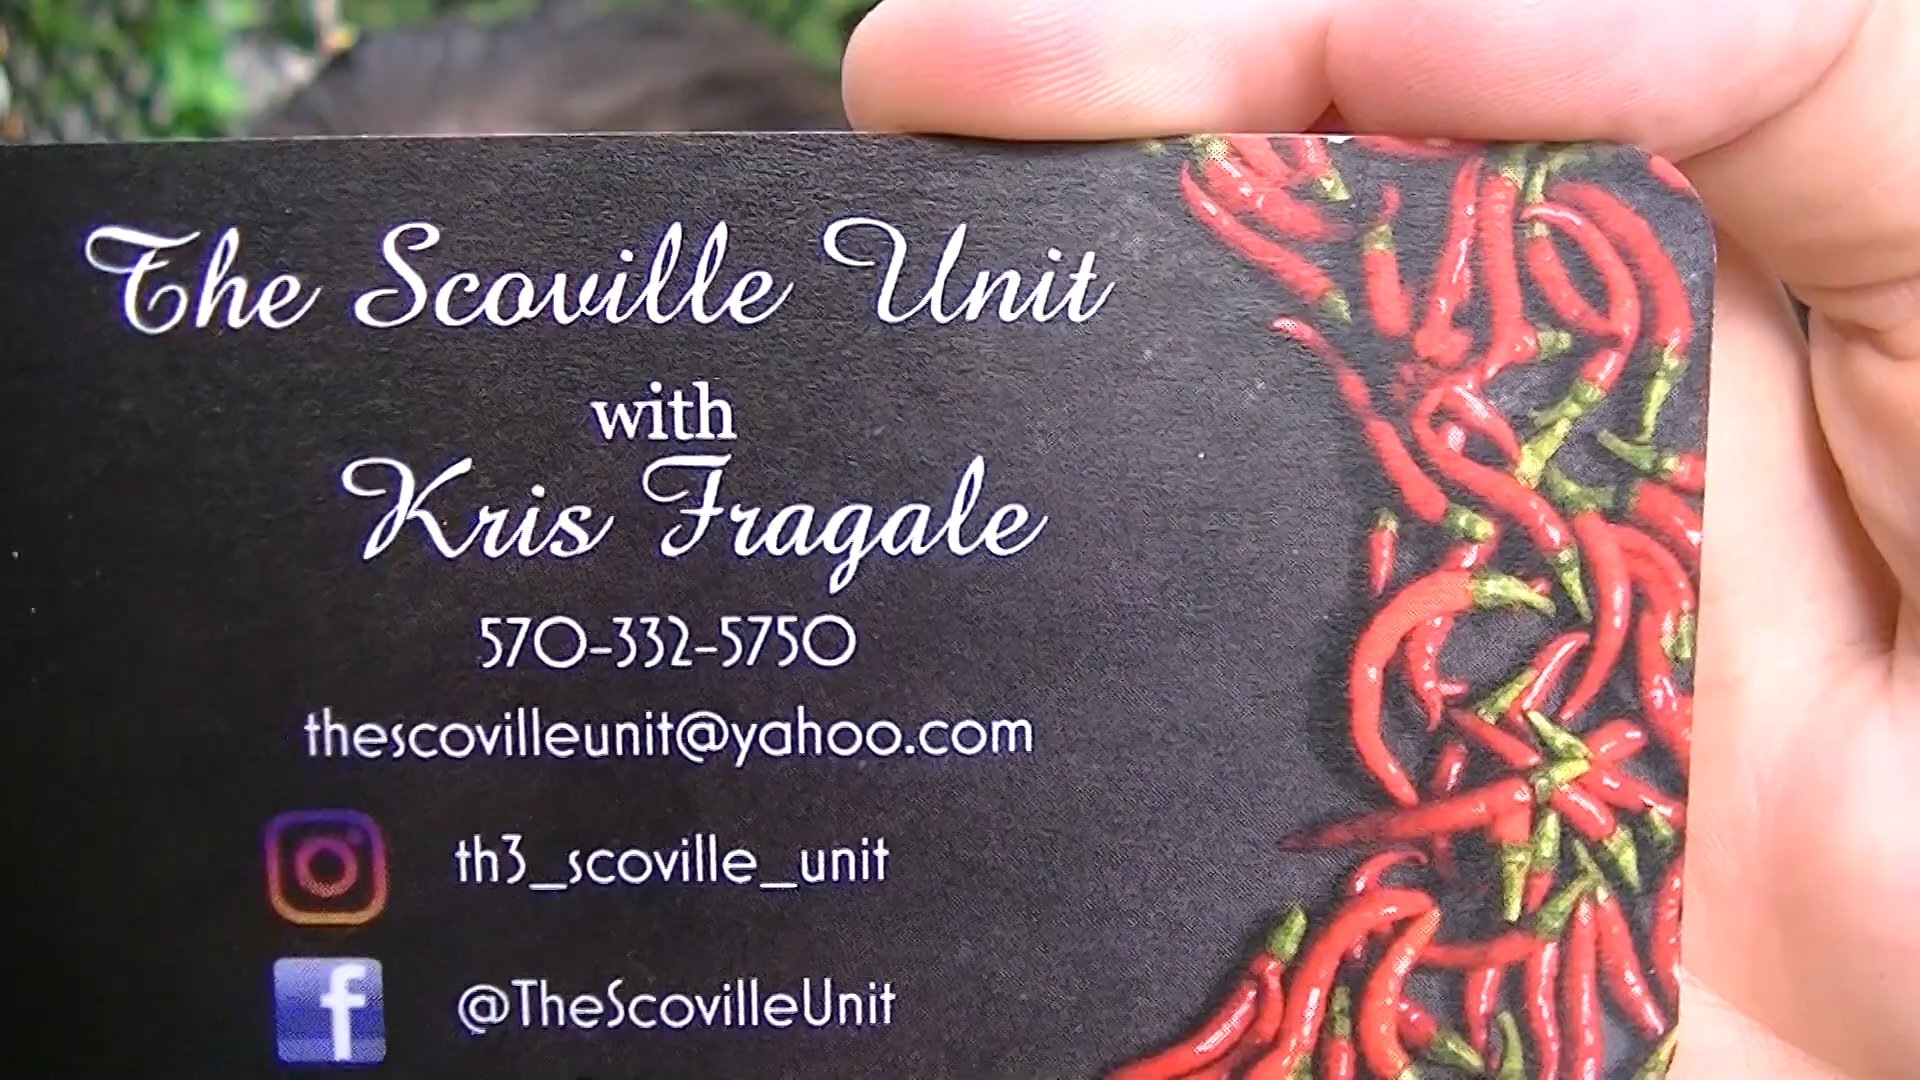 The Scoville Unit
with
Kris Fragale
570-332-5750
thescovilleunit@yahoo.com
th3_scoville_unit
f
@TheScovilleUnit